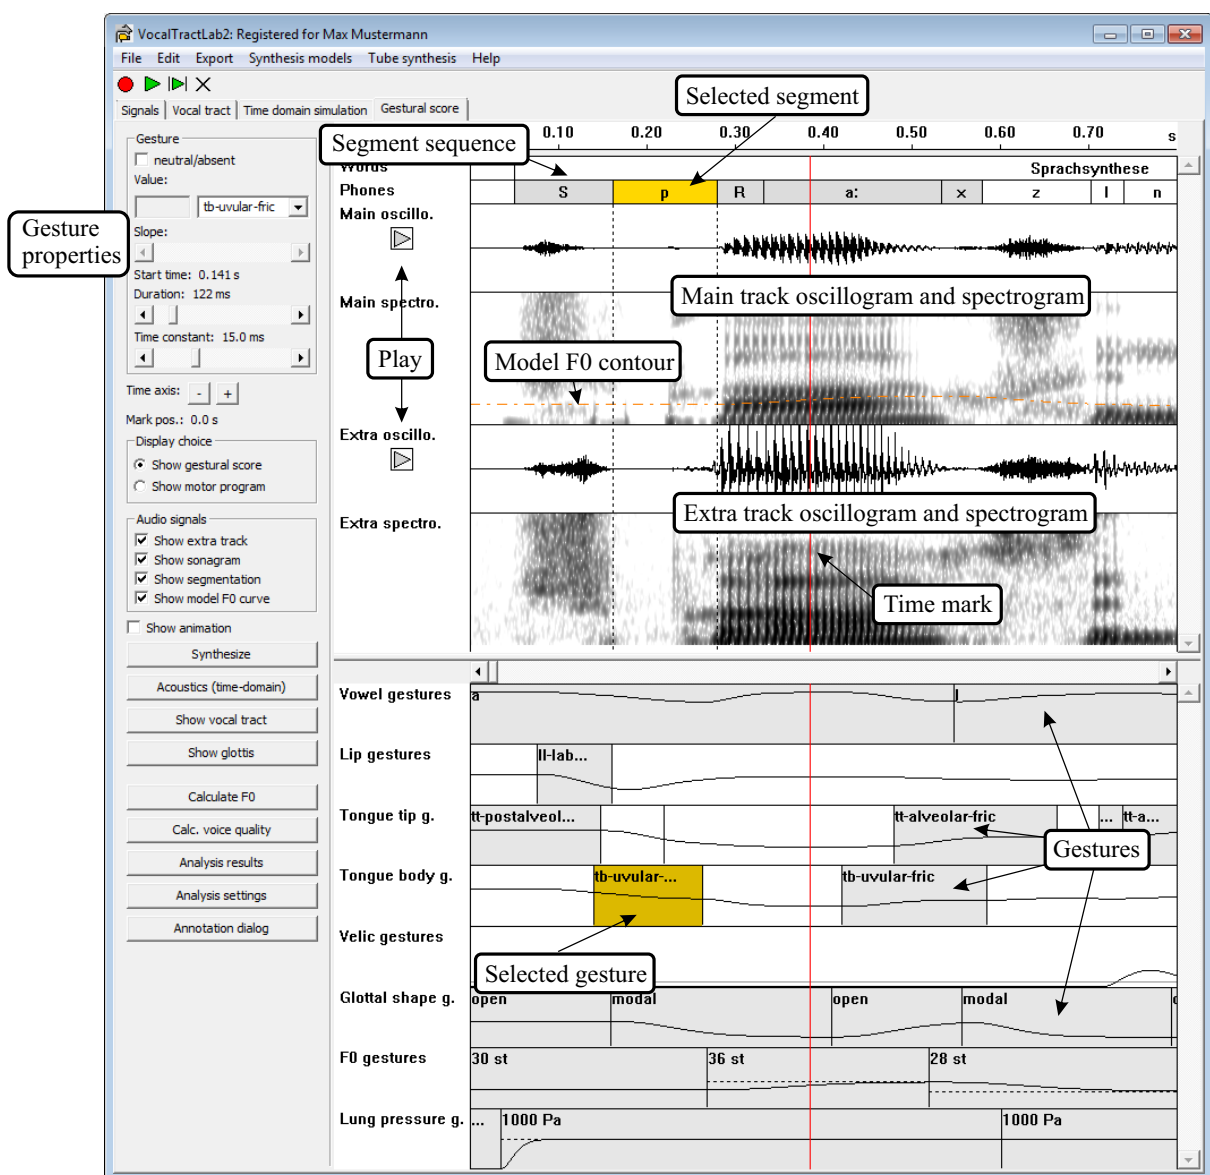 VocalTractLab2: Registered for Max Mustermann
File Edit Export Synthesis models Tube synthesis Help
Signals Vocal tract Time domain simulation Gestural score
Selected segment
0.10 0.20 0.30 0.40 0.50 0.60 0.70 s
Segment sequence
Gesture
neutral/absent
Value:
tb-uvular-fric
Slope:
Start time: 0.141 s
Duration: 122 ms
Time constant: 15.0 ms
Gesture
properties
Time axis: - +
Mark pos.: 0.0 s
Display choice
Show gestural score
Show motor program
Audio signals
Show extra track
Show sonagram
Show segmentation
Show model F0 curve
Show animation
Synthesize
Acoustics (time-domain)
Show vocal tract
Show glottis
Calculate F0
Calc. voice quality
Analysis results
Analysis settings
Annotation dialog
Words Sprachsynthese
Phones S p R a: x z I n
Main oscillo.
Main spectro.
Main track oscillogram and spectrogram
Play
Model F0 contour
Extra oscillo.
Extra spectro.
Extra track oscillogram and spectrogram
Time mark
Vowel gestures a I
Lip gestures ll-lab...
Tongue tip g. tt-postalveol... tt-alveolar-fric ... tt-a...
Gestures
Tongue body g. tb-uvular-... tb-uvular-fric
Velic gestures
Selected gesture
Glottal shape g. open modal open modal
F0 gestures 30 st 36 st 28 st
Lung pressure g. ... 1000 Pa 1000 Pa